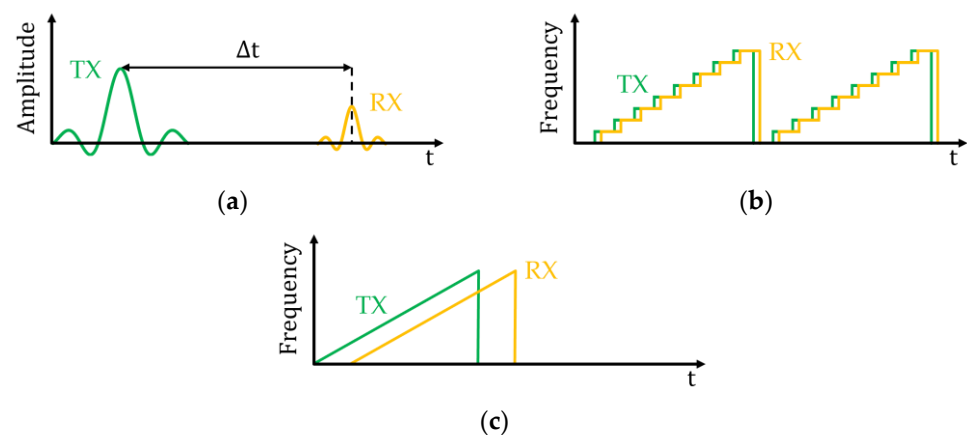 Amplitude
TX
Δt
RX
t
(a)
Frequency
TX
RX
t
(b)
Frequency
TX
RX
t
(c)